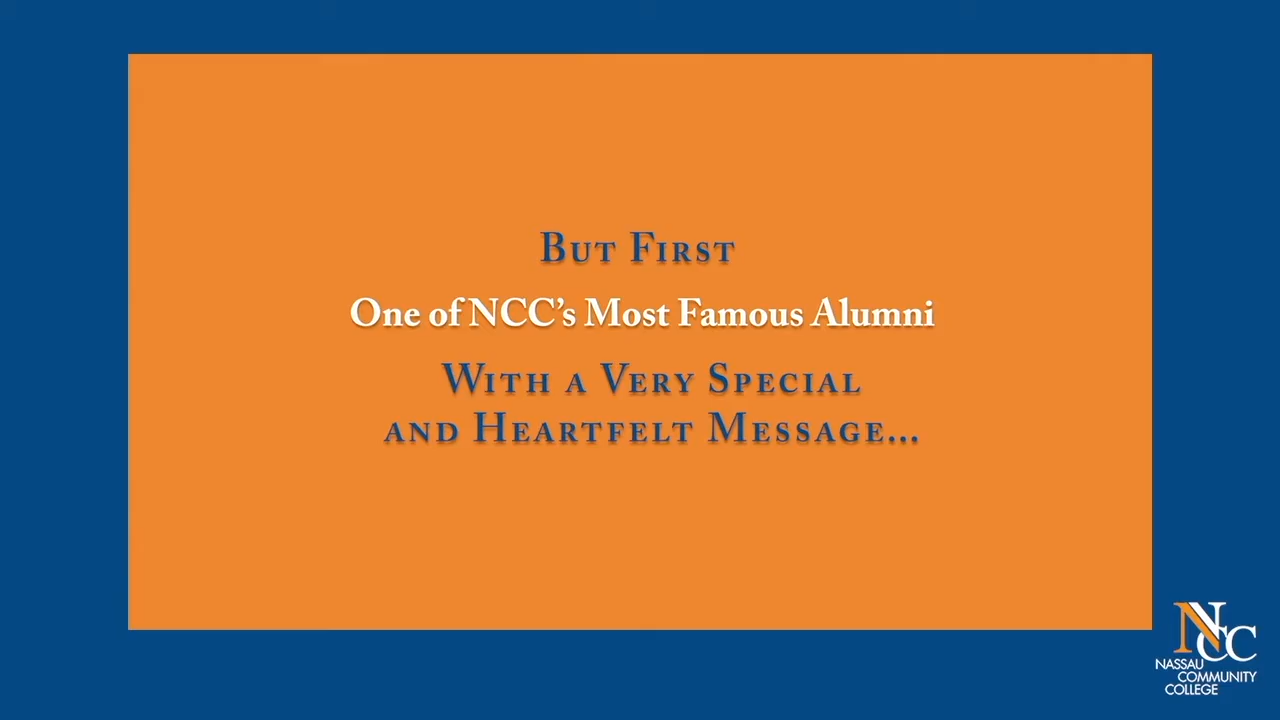 But First
One of NCC's Most Famous Alumni
With a Very Special
and Heartfelt Message...
NCC
NASSAU
COMMUNITY
COLLEGE